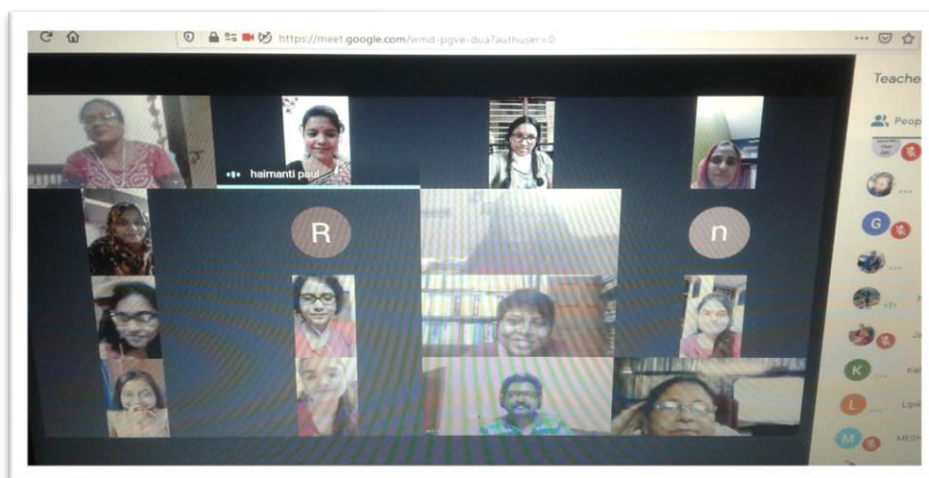 https://meet.google.com/wmd-pgve-dua?authuser=0
Teache
Peop
haimanti paul
R
n
G
K
L
M